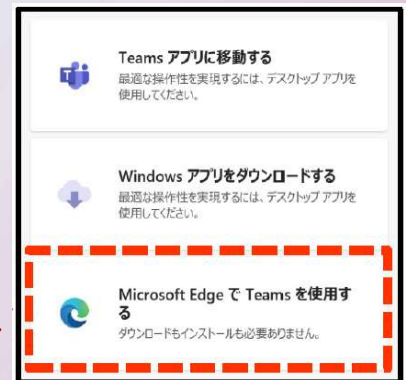 Teams アプリに移動する
最適な操作性を実現するには、デスクトップ アプリを
使用してください。
Windows アプリをダウンロードする
最適な操作性を実現するには、デスクトップ アプリを
使用してください。
Microsoft Edge で Teams を使用す
る
ダウンロードもインストールも必要ありません。